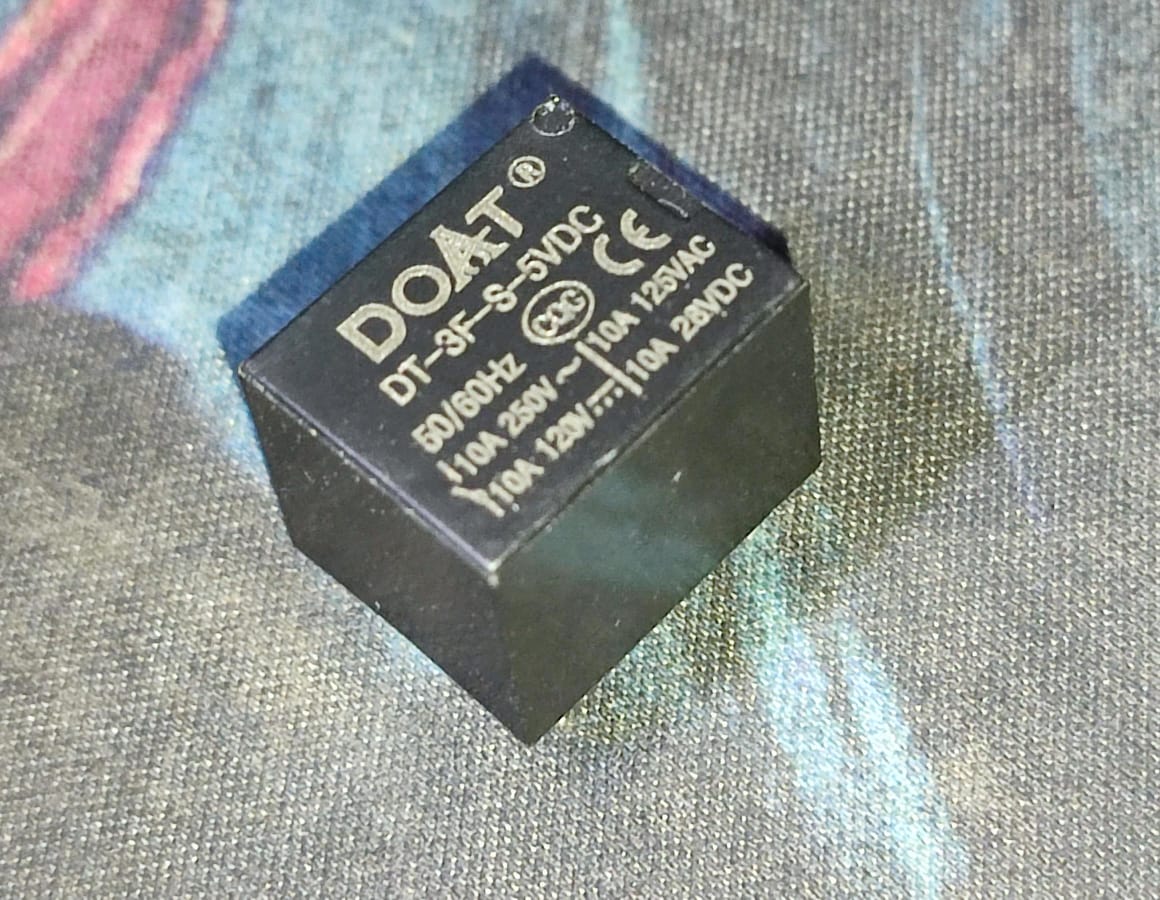 DOAT®
DT-3F-S-5VDC
CE
CQC
50/60Hz
10A 250V~ 10A 125VAC
10A 120V⎓ 10A 28VDC